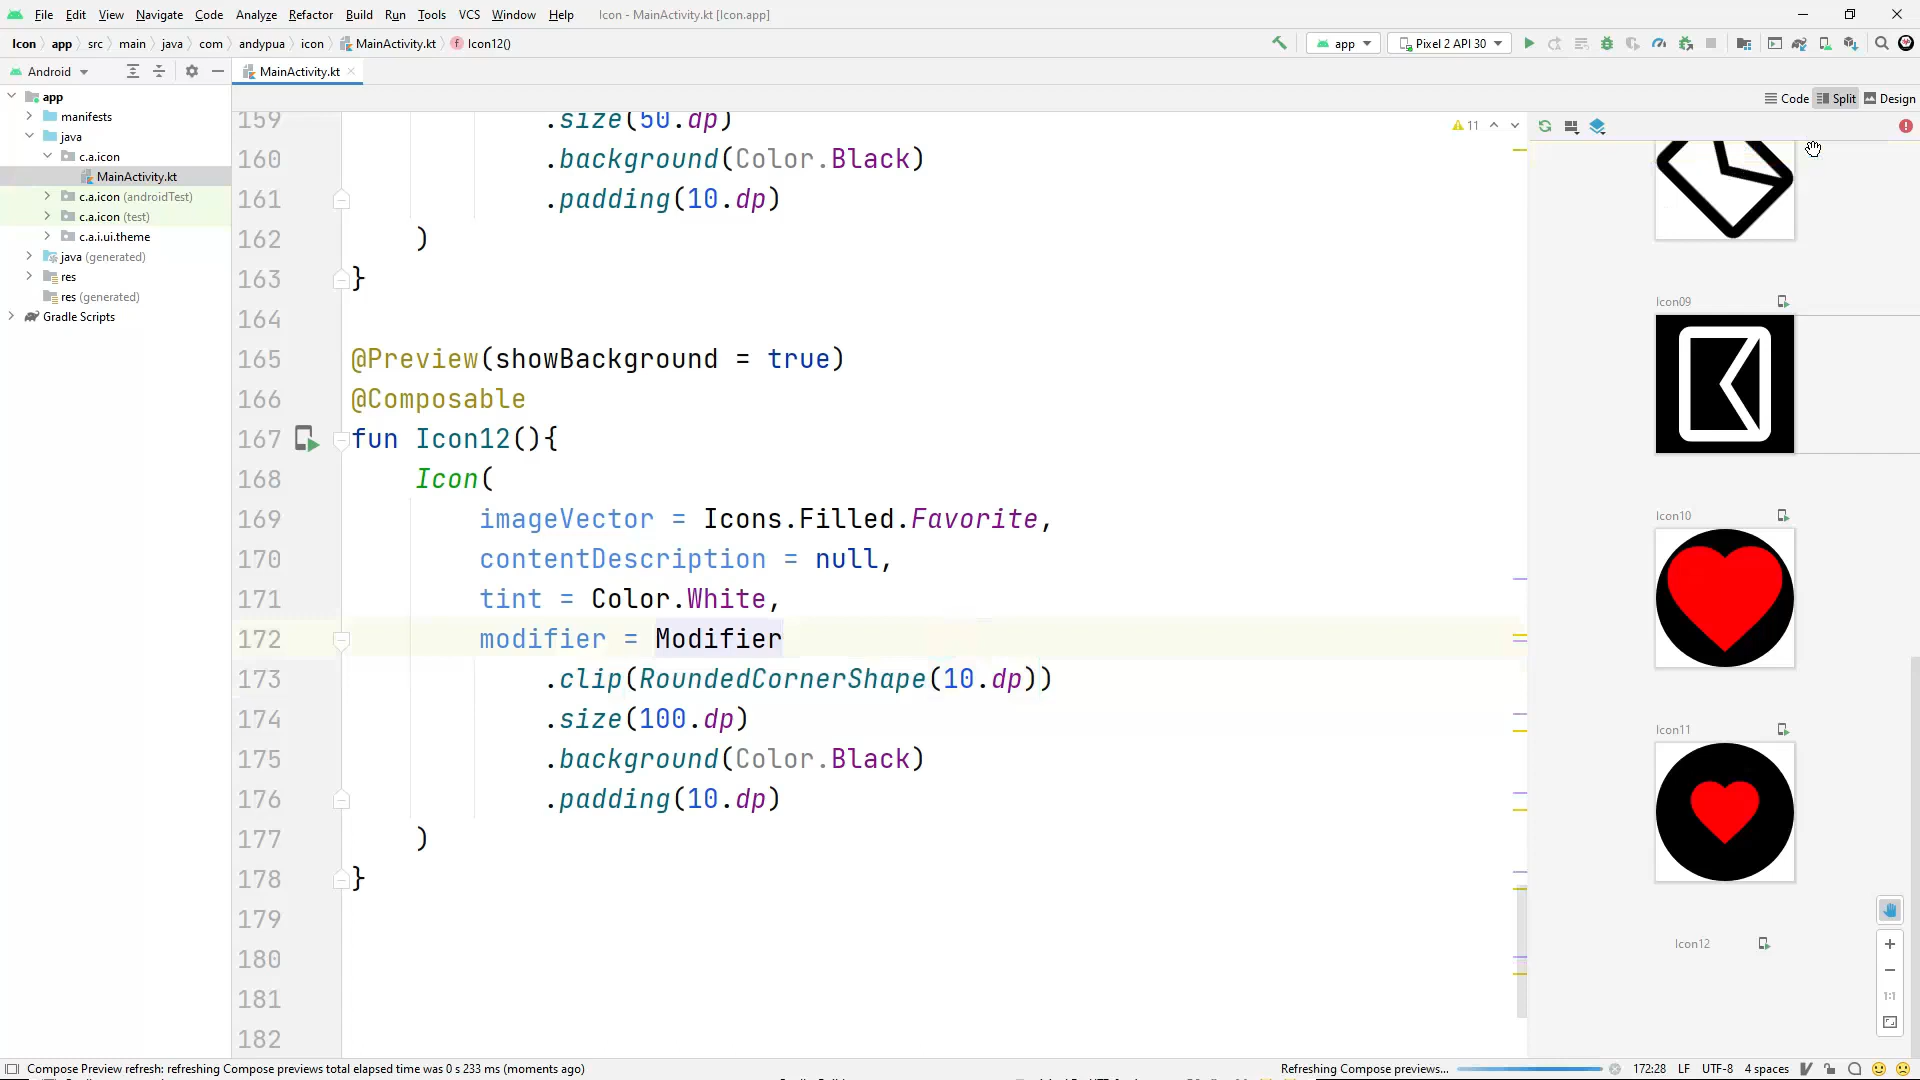 File Edit View Navigate Code Analyze Refactor Build Run Tools VCS Window Help Icon - MainActivity.kt [Icon.app]
Icon app src main java com andypua icon MainActivity.kt Icon12() app Pixel 2 API 30
Android MainActivity.kt
Code Split Design
app
manifests
java
c.a.icon
MainActivity.kt
c.a.icon (androidTest)
c.a.icon (test)
c.a.i.ui.theme
java (generated)
res
res (generated)
Gradle Scripts
11
159 .size(50.dp)
160 .background(Color.Black)
161 .padding(10.dp)
162 )
163 }
164
165 @Preview(showBackground = true)
166 @Composable
167 fun Icon12(){
168 Icon(
169 imageVector = Icons.Filled.Favorite,
170 contentDescription = null,
171 tint = Color.White,
172 modifier = Modifier
173 .clip(RoundedCornerShape(10.dp))
174 .size(100.dp)
175 .background(Color.Black)
176 .padding(10.dp)
177 )
178 }
179
180
181
182
Icon09
Icon10
Icon11
Icon12
1:1
Compose Preview refresh: refreshing Compose previews total elapsed time was 0 s 233 ms (moments ago) Refreshing Compose previews... 172:28 LF UTF-8 4 spaces